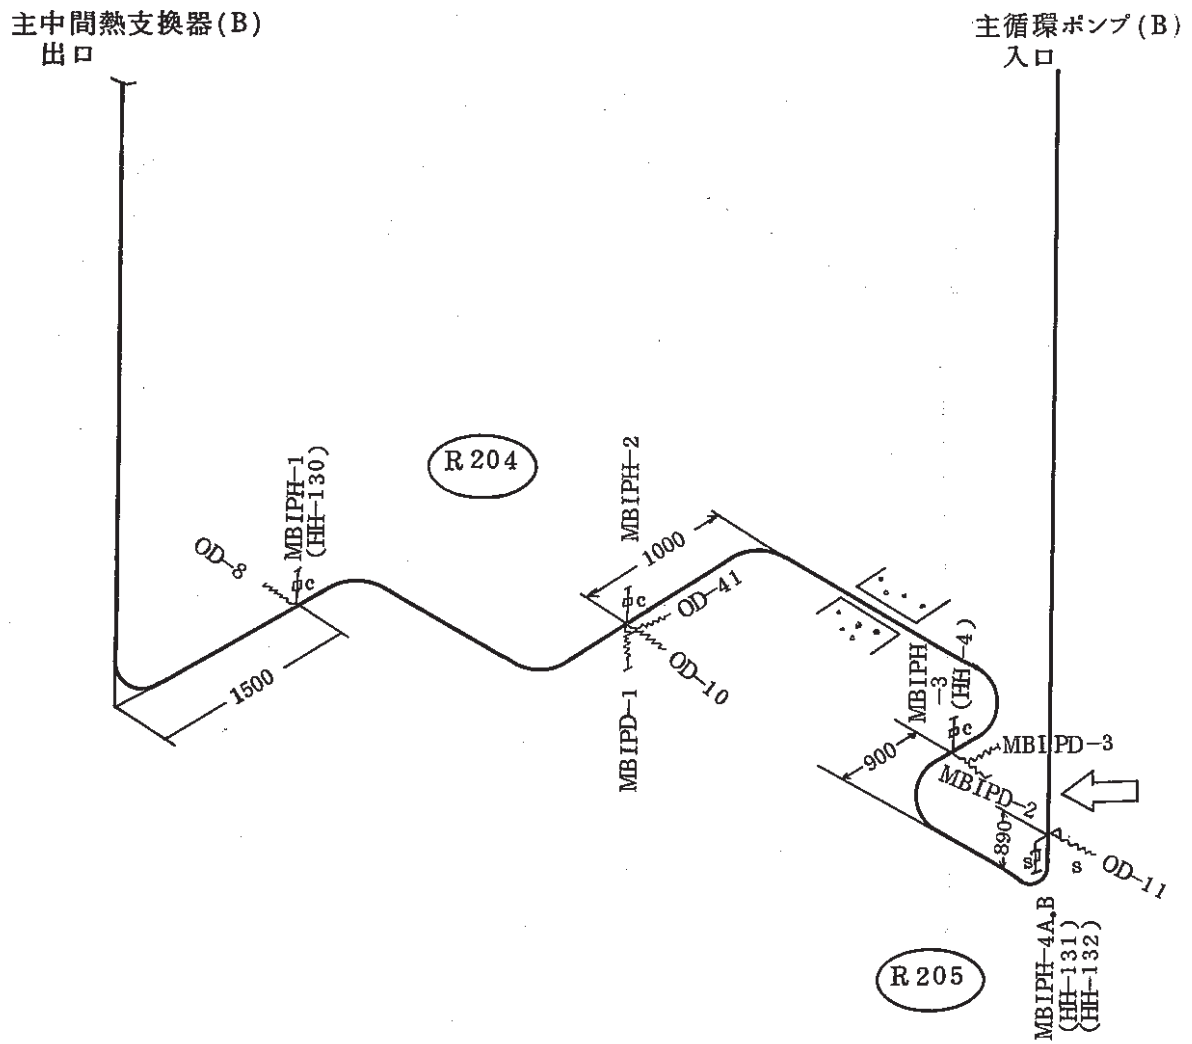 主中間熱支換器(B)
出口
主循環ポンプ(B)
入口
R204
MBIPH-1
(HH-130)
OD-8
c
1500
MBIPH-2
1000
c
OD-41
OD-10
MBIPD-1
MBIPH
-3
(HH-4)
c
900
MBIPD-3
MBIPD-2
890
s
s
OD-11
MBIPH-4A,B
(HH-131)
(HH-132)
R205